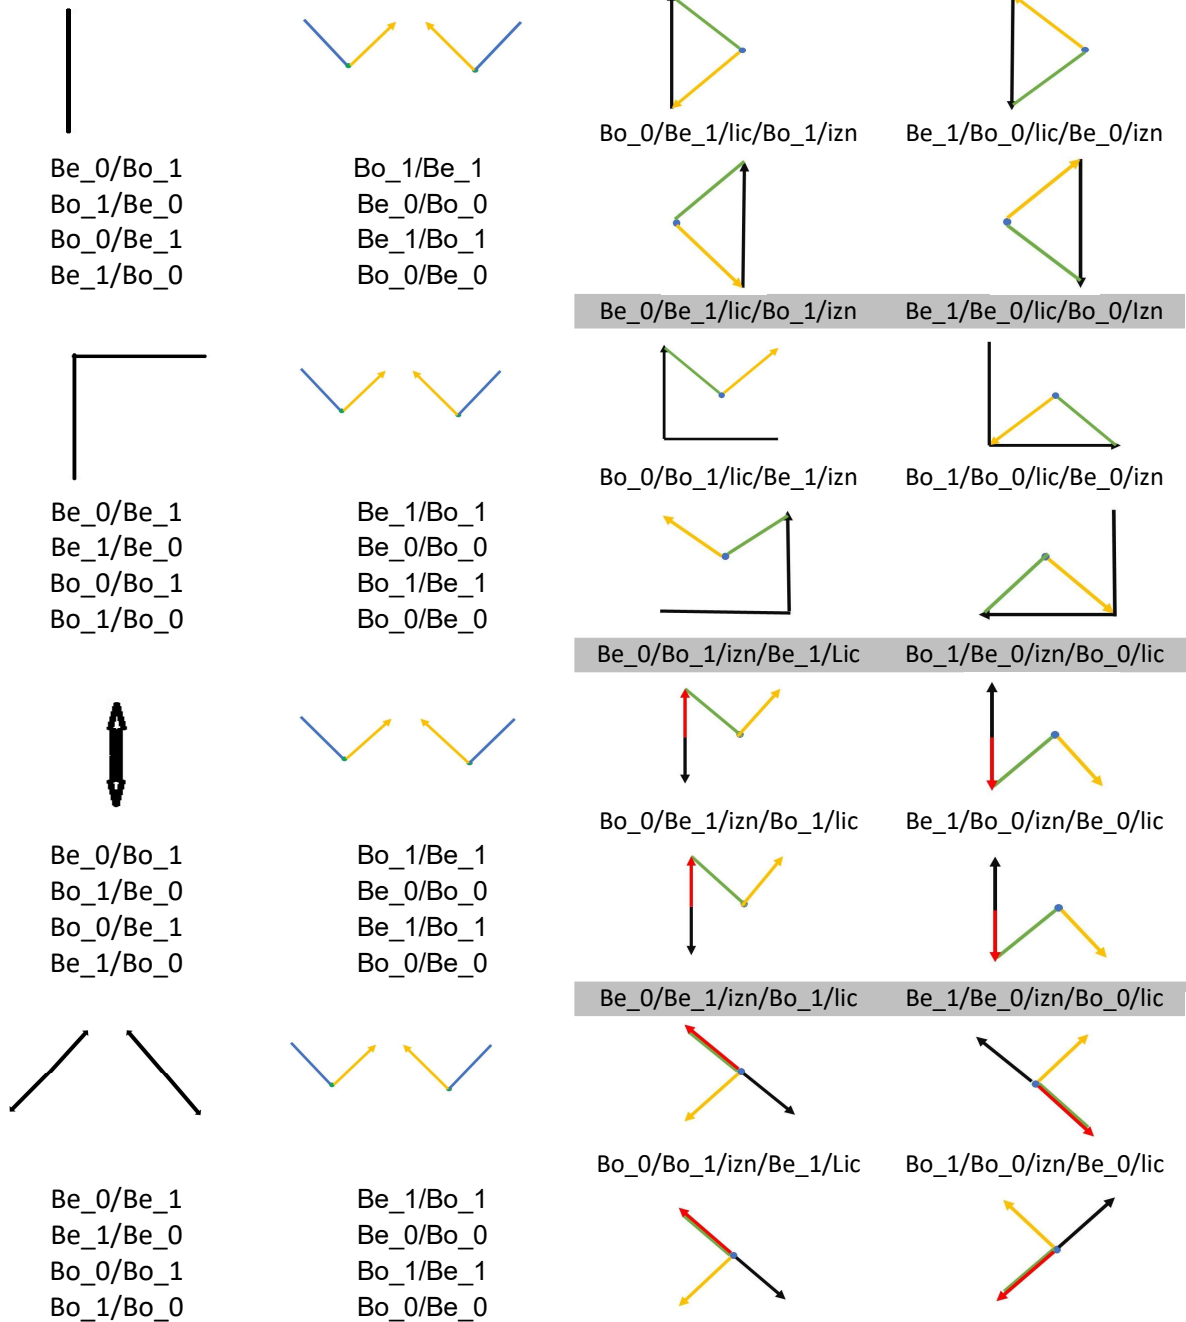 Bo_0/Be_1/lic/Bo_1/izn Be_1/Bo_0/lic/Be_0/izn
Be_0/Bo_1 Bo_1/Be_1
Bo_1/Be_0 Be_0/Bo_0
Bo_0/Be_1 Be_1/Bo_1
Be_1/Bo_0 Bo_0/Be_0
Be_0/Be_1/lic/Bo_1/izn Be_1/Be_0/lic/Bo_0/Izn
Bo_0/Bo_1/lic/Be_1/izn Bo_1/Bo_0/lic/Be_0/izn
Be_0/Be_1 Be_1/Bo_1
Be_1/Be_0 Be_0/Bo_0
Bo_0/Bo_1 Bo_1/Be_1
Bo_1/Bo_0 Bo_0/Be_0
Be_0/Bo_1/izn/Be_1/Lic Bo_1/Be_0/izn/Bo_0/lic
Bo_0/Be_1/izn/Bo_1/lic Be_1/Bo_0/izn/Be_0/lic
Be_0/Bo_1 Bo_1/Be_1
Bo_1/Be_0 Be_0/Bo_0
Bo_0/Be_1 Be_1/Bo_1
Be_1/Bo_0 Bo_0/Be_0
Be_0/Be_1/izn/Bo_1/lic Be_1/Be_0/izn/Bo_0/lic
Bo_0/Bo_1/izn/Be_1/Lic Bo_1/Bo_0/izn/Be_0/lic
Be_0/Be_1 Be_1/Bo_1
Be_1/Be_0 Be_0/Bo_0
Bo_0/Bo_1 Bo_1/Be_1
Bo_1/Bo_0 Bo_0/Be_0